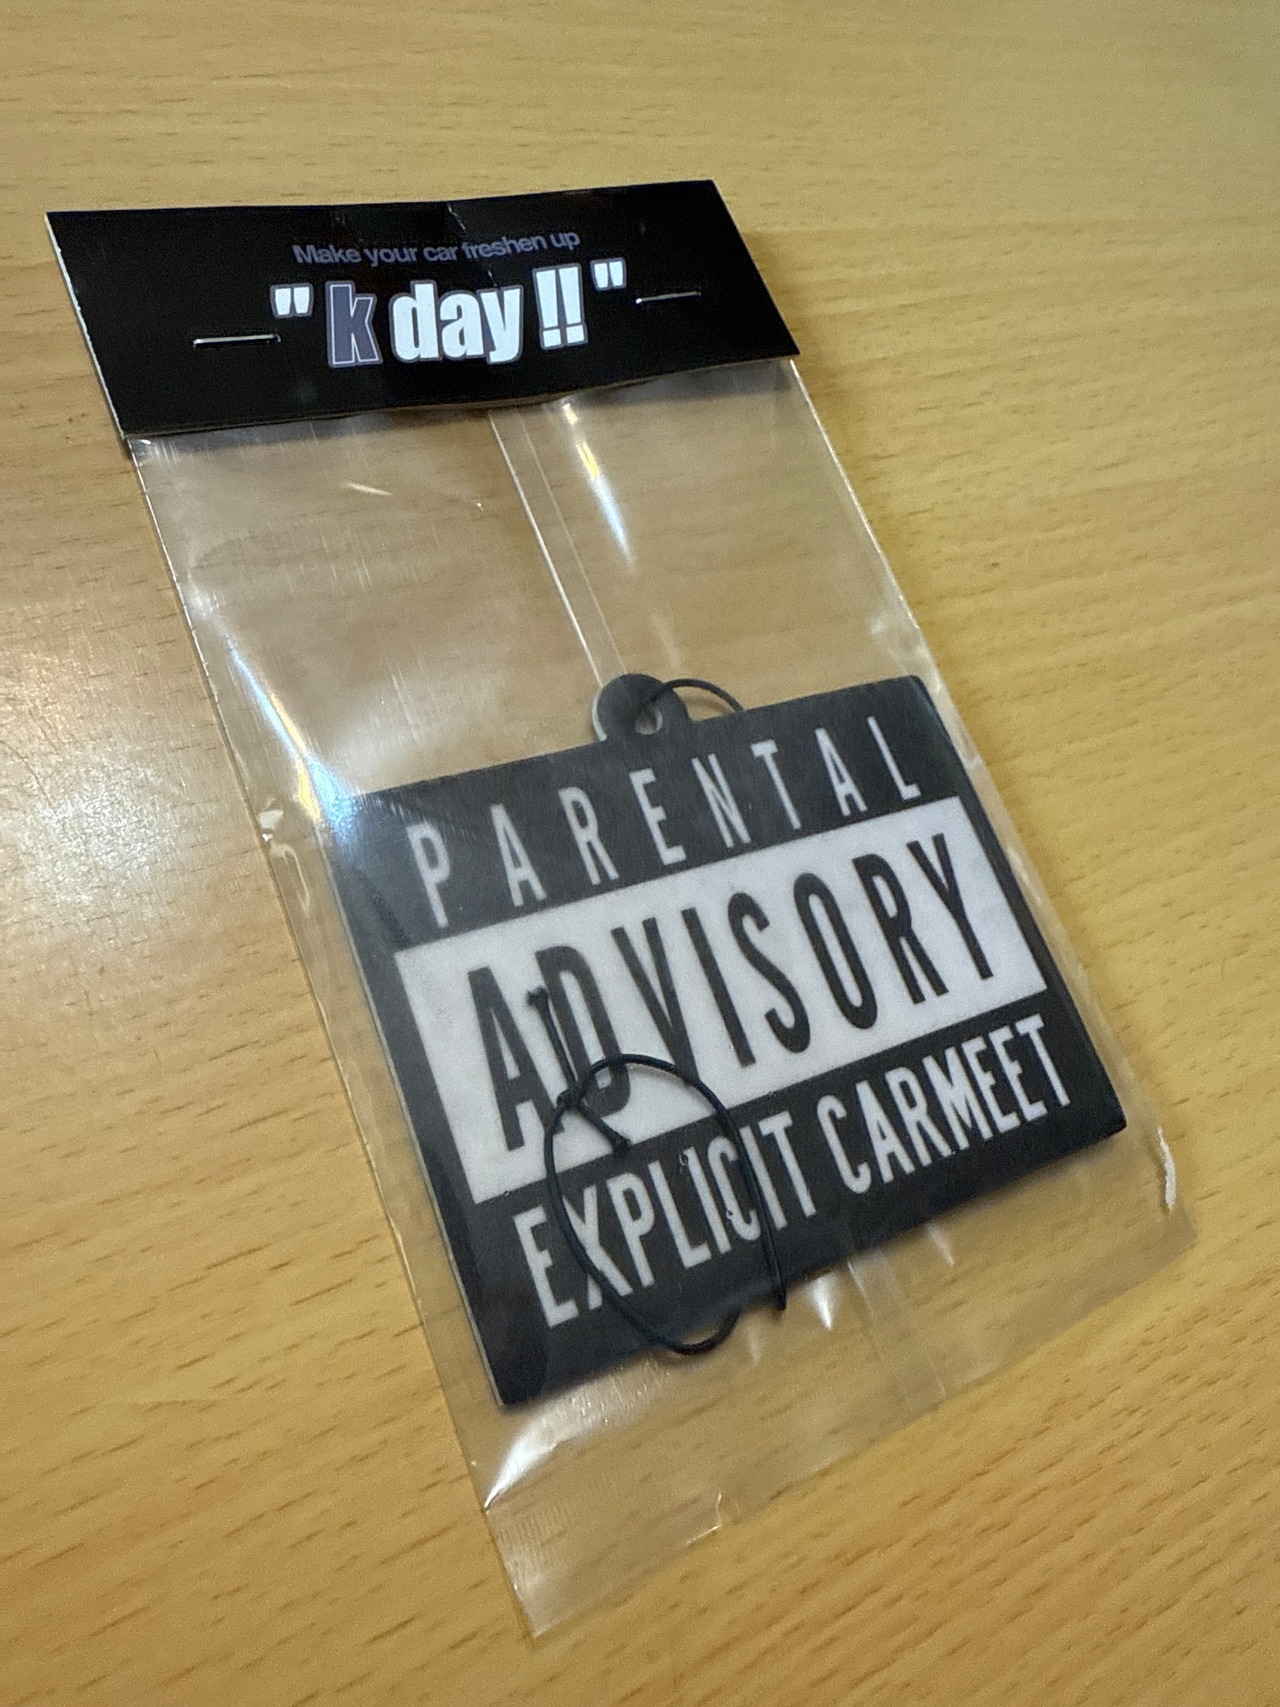 Make your car freshen up
"k day !!"
PARENTAL
ADVISORY
EXPLICIT CARMEET